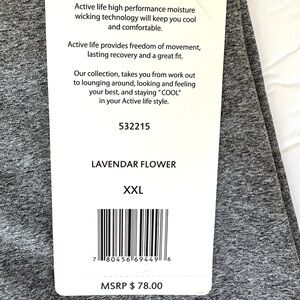 Active life high performance moisture
wicking technology will keep you cool
and comfortable.
Active life provides freedom of movement,
lasting recovery and a great fit.
Our collection, takes you from work out
to lounging around, looking and feeling
your best, and staying "COOL"
in your Active life style.
532215
LAVENDAR FLOWER
XXL
7 80456 69449 6
MSRP $ 78.00